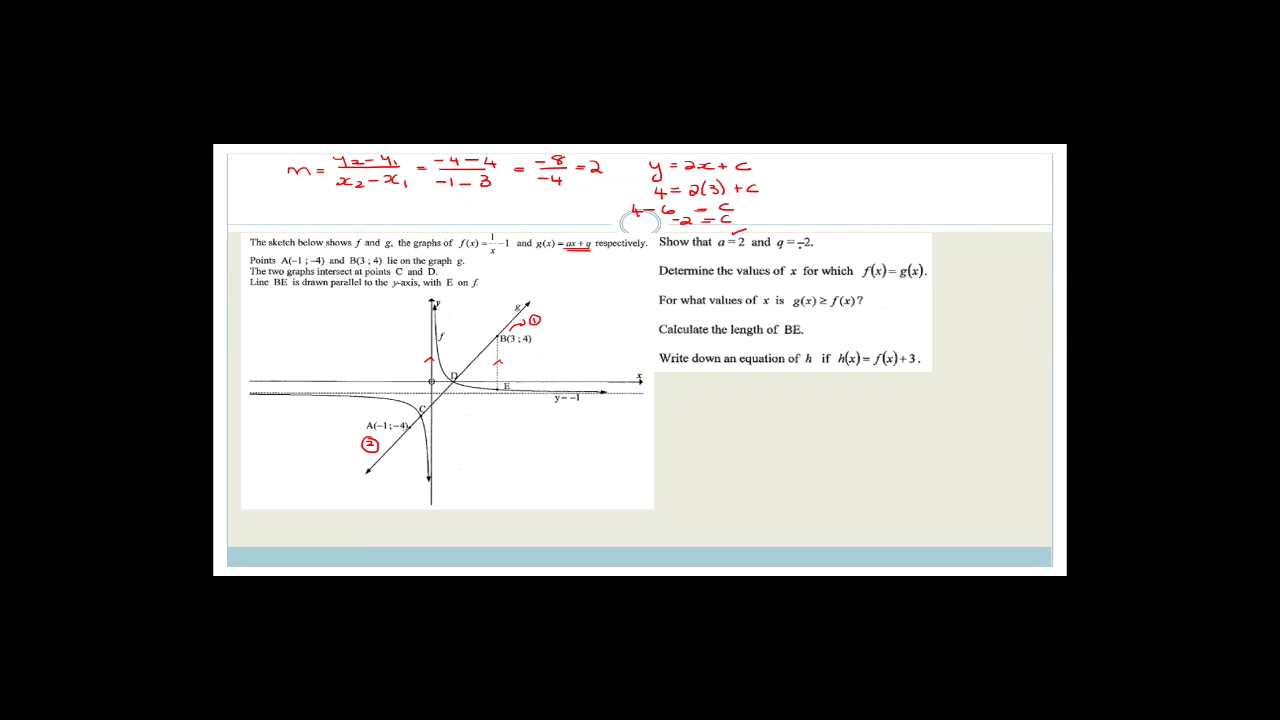 m = y₂ - y₁ / x₂ - x₁ = -4 - 4 / -1 - 3 = -8 / -4 = 2
y = 2x + c
4 = 2(3) + c
4 - 6 = c
-2 = c
The sketch below shows f and g, the graphs of f(x) = 1/x - 1 and g(x) = ax + q respectively.
Points A(−1 ; −4) and B(3 ; 4) lie on the graph g.
The two graphs intersect at points C and D.
Line BE is drawn parallel to the y-axis, with E on f.
y
g
①
f
B(3 ; 4)
x
D
E
y = −1
C
A(−1 ; −4)
②
Show that a = 2 and q = −2.
Determine the values of x for which f(x) = g(x).
For what values of x is g(x) ≥ f(x)?
Calculate the length of BE.
Write down an equation of h if h(x) = f(x) + 3.